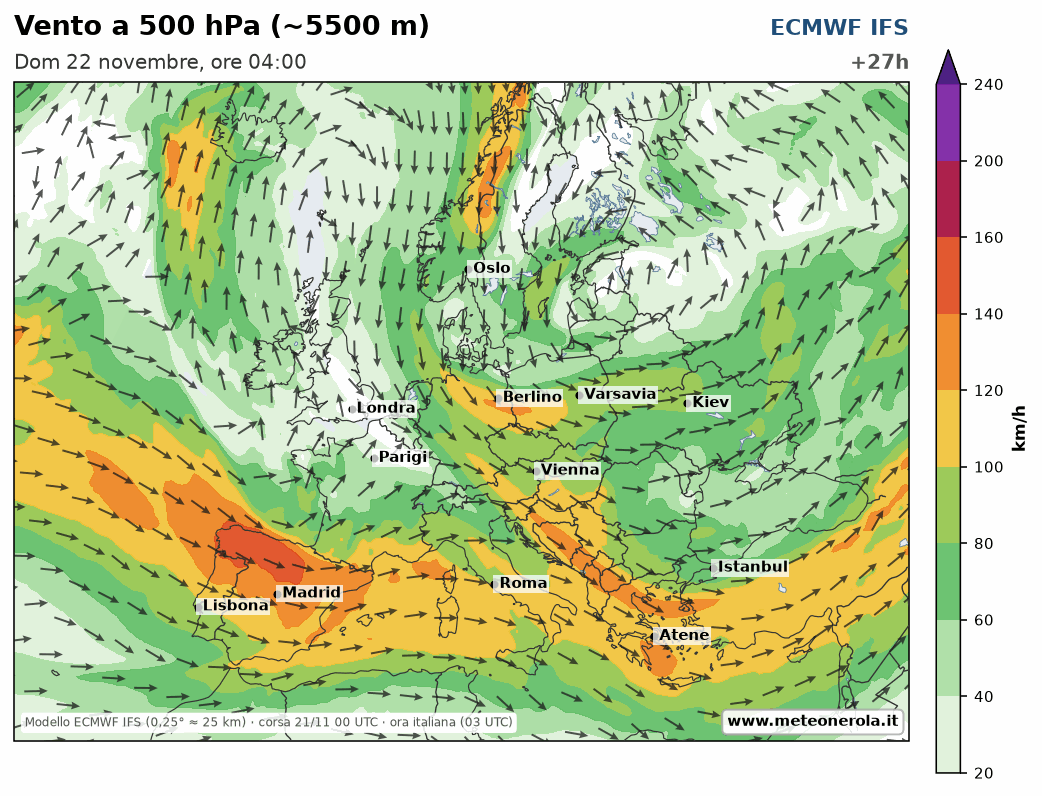 Vento a 500 hPa (~5500 m)
ECMWF IFS
Dom 22 novembre, ore 04:00
+27h
240
200
160
140
120
100
80
60
40
20
km/h
Oslo
Londra
Berlino
Varsavia
Kiev
Parigi
Vienna
Istanbul
Roma
Madrid
Lisbona
Atene
Modello ECMWF IFS (0,25° ≈ 25 km) · corsa 21/11 00 UTC · ora italiana (03 UTC)
www.meteonerola.it